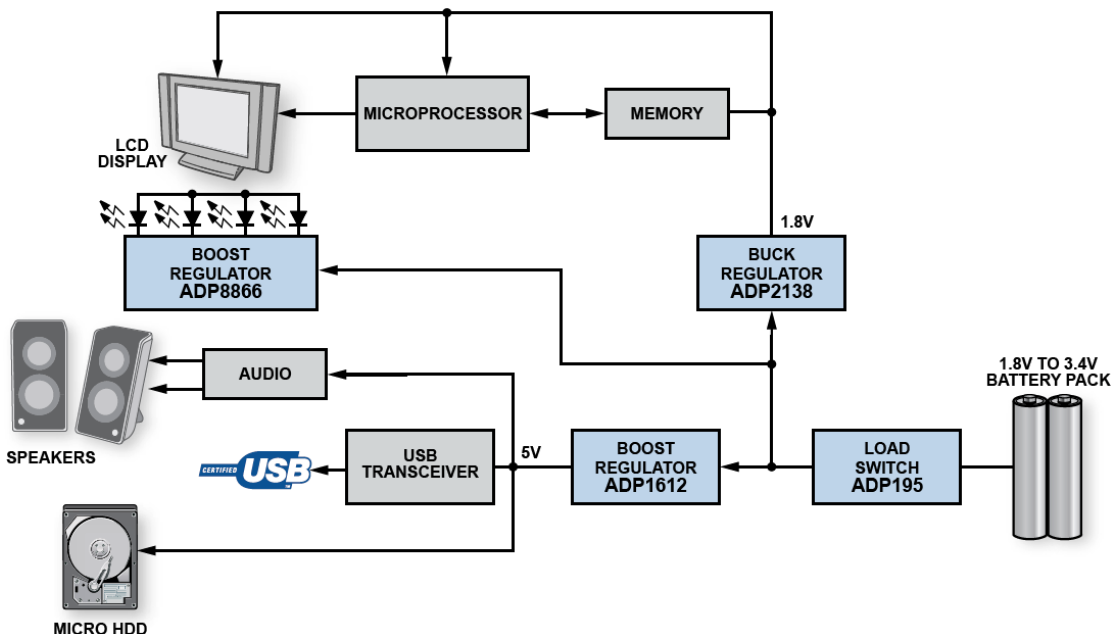 MICROPROCESSOR
MEMORY
LCD
DISPLAY
1.8V
BOOST
REGULATOR
ADP8866
BUCK
REGULATOR
ADP2138
AUDIO
1.8V TO 3.4V
BATTERY PACK
SPEAKERS
CERTIFIED USB
USB
TRANSCEIVER
5V
BOOST
REGULATOR
ADP1612
LOAD
SWITCH
ADP195
MICRO HDD